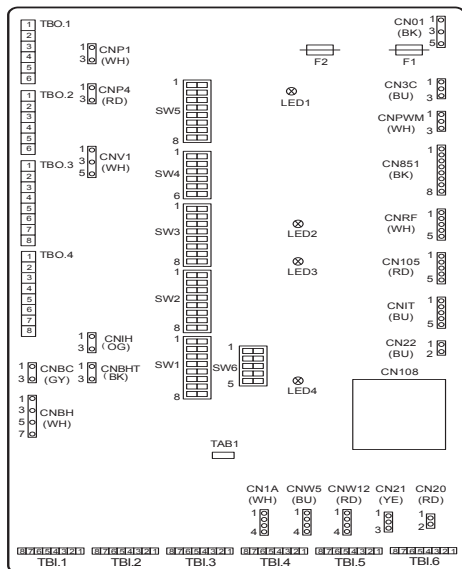 TBO.1
1
2
3
4
5
6
CNP1
(WH)
1
3
F2
F1
CN01
(BK)
1
3
5
TBO.2
1
2
3
4
5
6
CNP4
(RD)
1
3
SW5
1
8
LED1
CN3C
(BU)
1
3
CNPWM
(WH)
1
3
TBO.3
1
2
3
4
5
6
7
8
CNV1
(WH)
1
3
5
SW4
1
6
CN851
(BK)
1
8
SW3
1
8
LED2
CNRF
(WH)
1
5
TBO.4
1
2
3
4
5
6
7
8
SW2
1
8
LED3
CN105
(RD)
1
5
CNIT
(BU)
1
5
CNIH
(OG)
1
3
SW1
1
8
SW6
1
5
CN22
(BU)
1
2
CNBC
(GY)
1
3
CNBHT
(BK)
1
3
LED4
CN108
CNBH
(WH)
1
3
5
7
TAB1
CN1A
(WH)
1
4
CNW5
(BU)
1
4
CNW12
(RD)
1
4
CN21
(YE)
1
3
CN20
(RD)
1
2
87654321 87654321 87654321 87654321 87654321 87654321
TBI.1 TBI.2 TBI.3 TBI.4 TBI.5 TBI.6